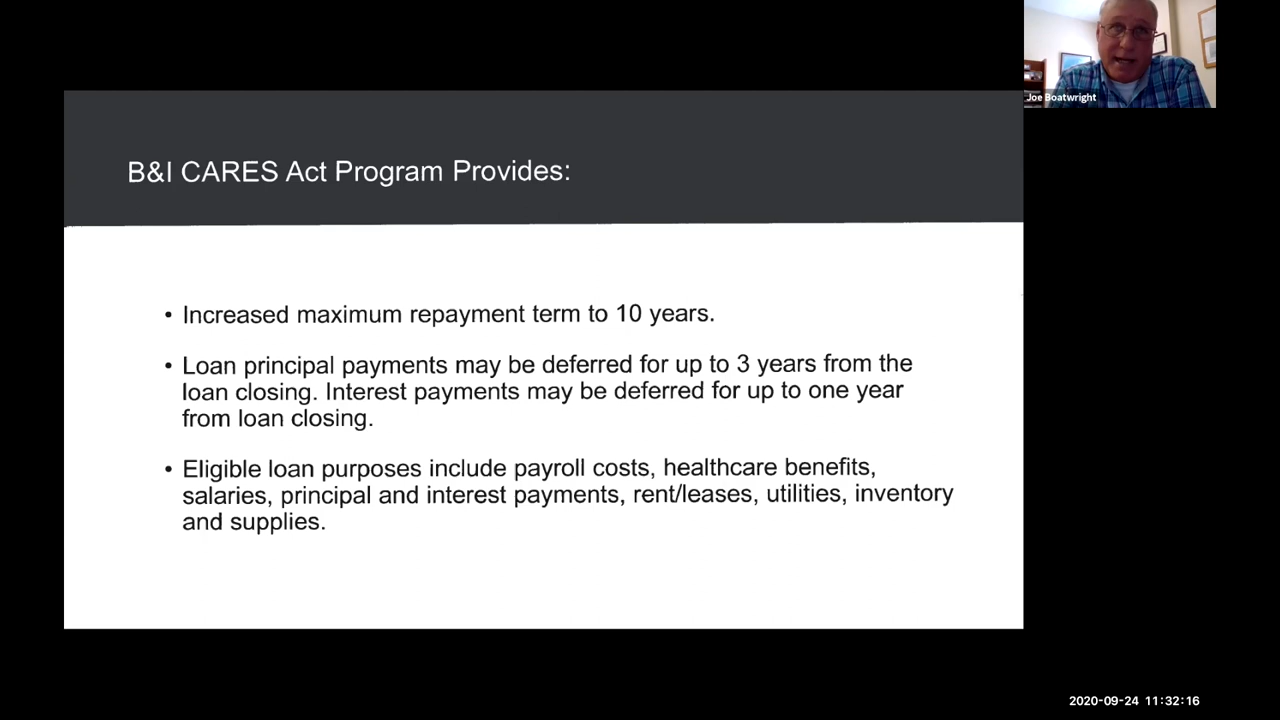 Joe Boatwright
B&I CARES Act Program Provides:
• Increased maximum repayment term to 10 years.
• Loan principal payments may be deferred for up to 3 years from the
loan closing. Interest payments may be deferred for up to one year
from loan closing.
• Eligible loan purposes include payroll costs, healthcare benefits,
salaries, principal and interest payments, rent/leases, utilities, inventory
and supplies.
2020-09-24 11:32:16